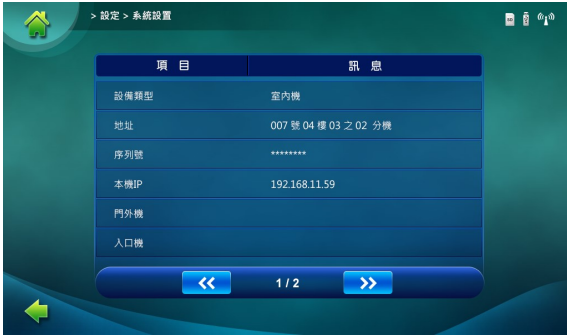 > 設定 > 系統設置
項 目 訊 息
設備類型 室內機
地址 007 號 04 樓 03 之 02 分機
序列號 ********
本機IP 192.168.11.59
門外機
人口機
1 / 2